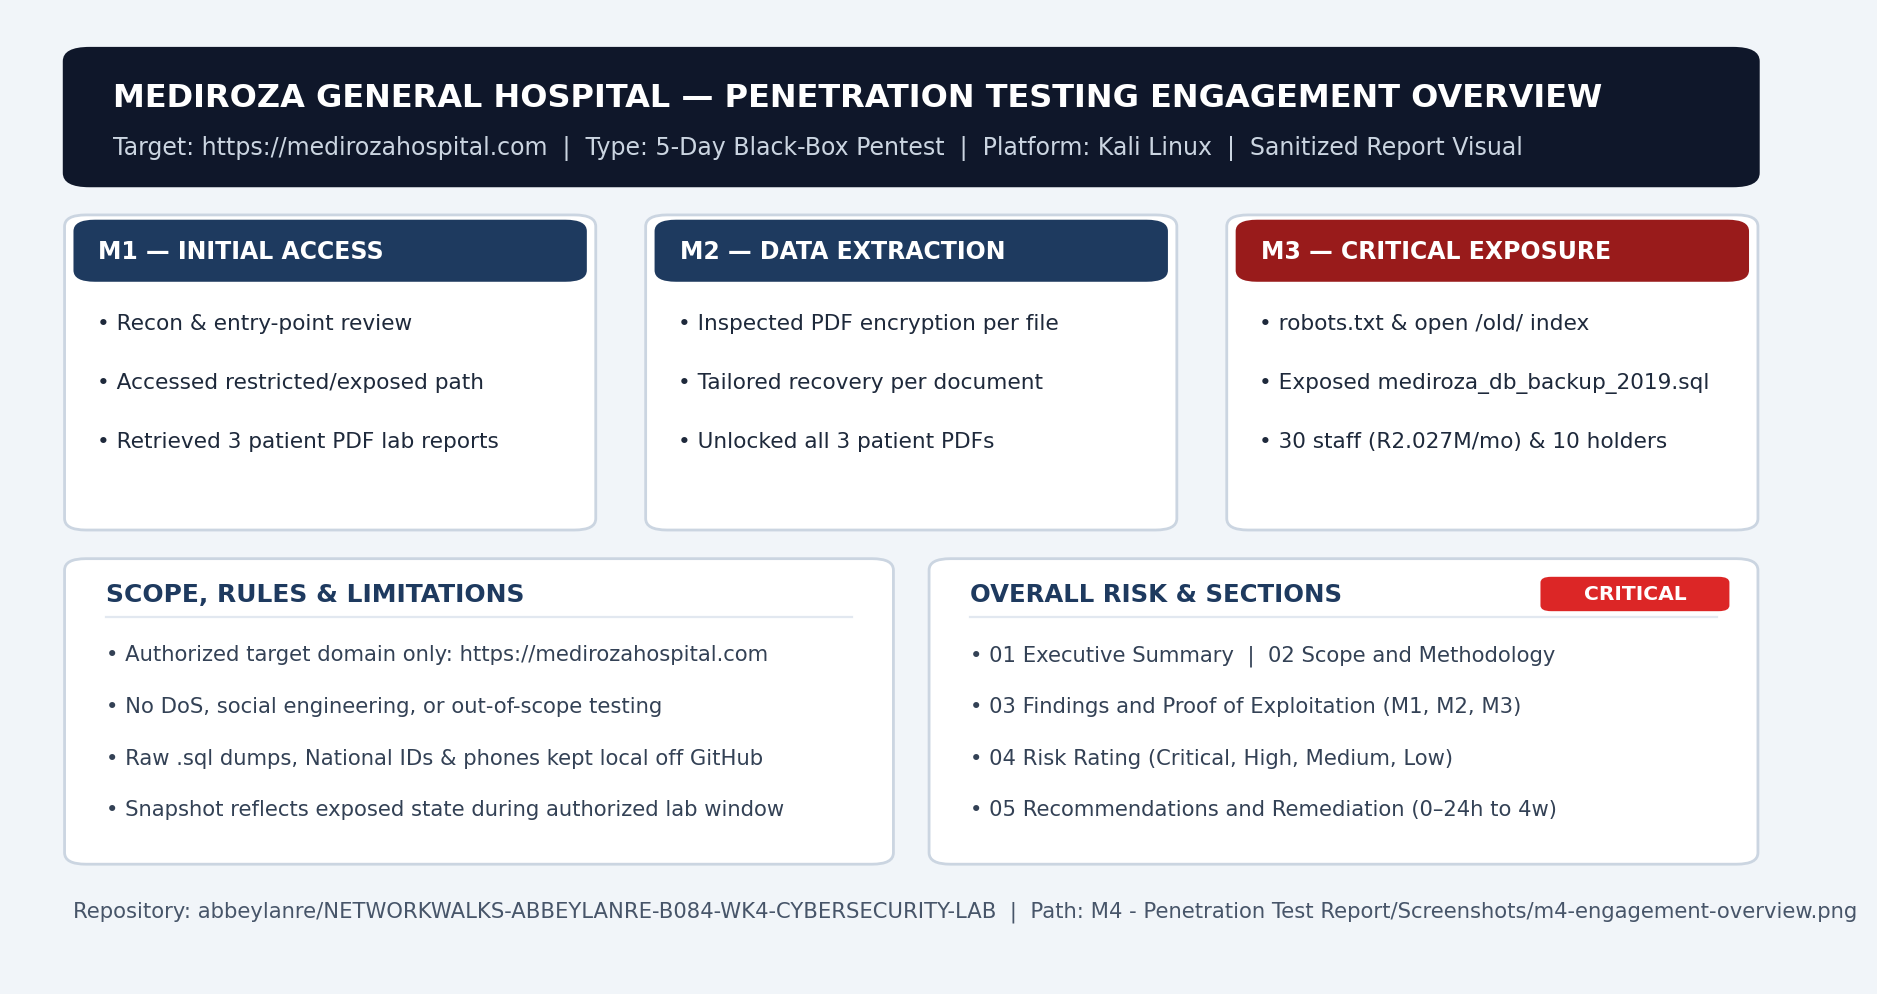 MEDIROZA GENERAL HOSPITAL — PENETRATION TESTING ENGAGEMENT OVERVIEW
Target: https://medirozahospital.com | Type: 5-Day Black-Box Pentest | Platform: Kali Linux | Sanitized Report Visual
M1 — INITIAL ACCESS
• Recon & entry-point review
• Accessed restricted/exposed path
• Retrieved 3 patient PDF lab reports
M2 — DATA EXTRACTION
• Inspected PDF encryption per file
• Tailored recovery per document
• Unlocked all 3 patient PDFs
M3 — CRITICAL EXPOSURE
• robots.txt & open /old/ index
• Exposed mediroza_db_backup_2019.sql
• 30 staff (R2.027M/mo) & 10 holders
SCOPE, RULES & LIMITATIONS
• Authorized target domain only: https://medirozahospital.com
• No DoS, social engineering, or out-of-scope testing
• Raw .sql dumps, National IDs & phones kept local off GitHub
• Snapshot reflects exposed state during authorized lab window
OVERALL RISK & SECTIONS
CRITICAL
• 01 Executive Summary | 02 Scope and Methodology
• 03 Findings and Proof of Exploitation (M1, M2, M3)
• 04 Risk Rating (Critical, High, Medium, Low)
• 05 Recommendations and Remediation (0–24h to 4w)
Repository: abbeylanre/NETWORKWALKS-ABBEYLANRE-B084-WK4-CYBERSECURITY-LAB | Path: M4 - Penetration Test Report/Screenshots/m4-engagement-overview.png